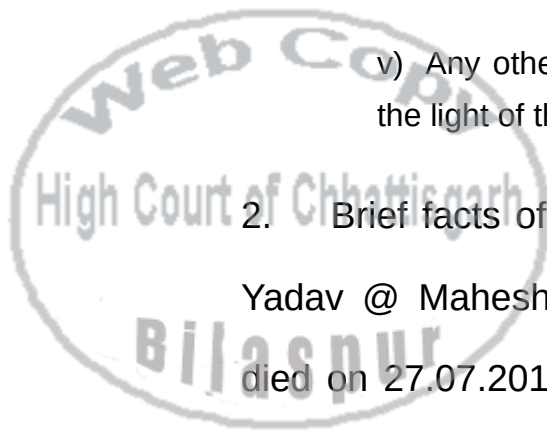 Web Copy
v) Any othe
the light of th
High Court of Chhattisgarh
2. Brief facts of
Yadav @ Mahesh
Bilaspur
died on 27.07.201